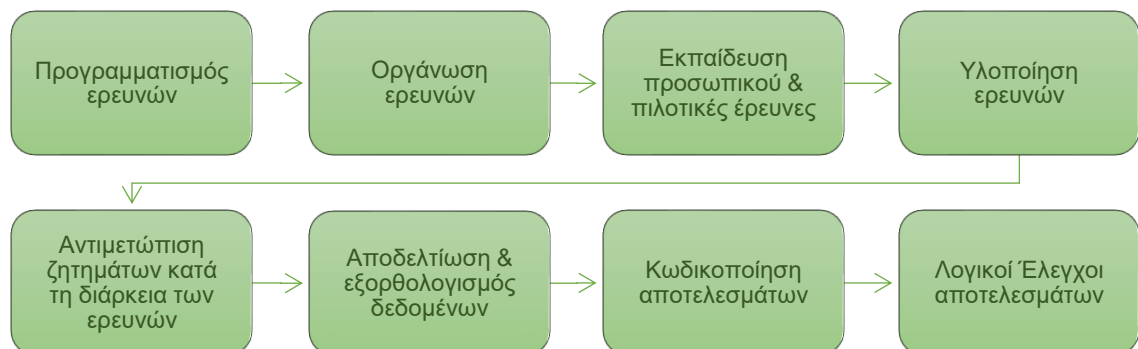 Προγραμματισμός
ερευνών
Οργάνωση
ερευνών
Εκπαίδευση
προσωπικού &
πιλοτικές έρευνες
Υλοποίηση
ερευνών
Αντιμετώπιση
ζητημάτων κατά
τη διάρκεια των
ερευνών
Αποδελτίωση &
εξορθολογισμός
δεδομένων
Κωδικοποίηση
αποτελεσμάτων
Λογικοί Έλεγχοι
αποτελεσμάτων